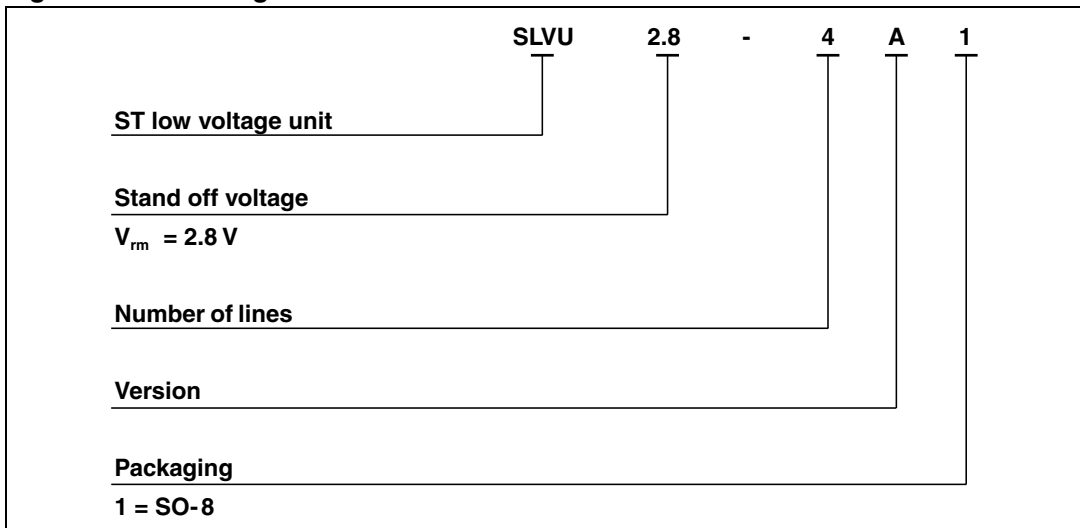 SLVU 2.8 - 4 A 1
ST low voltage unit
Stand off voltage
Vrm = 2.8 V
Number of lines
Version
Packaging
1 = SO-8